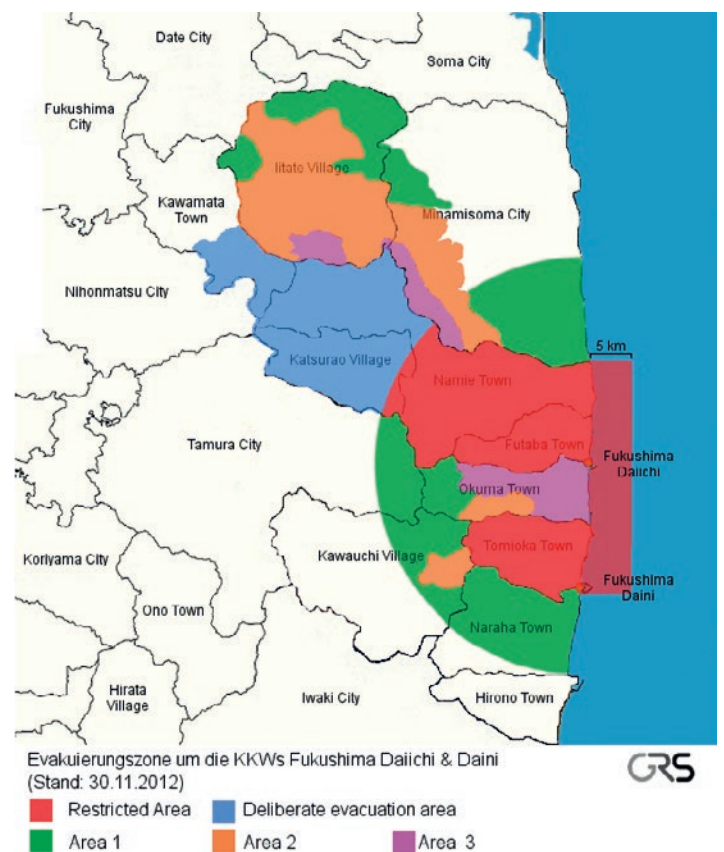 Date City
Soma City
Fukushima
City
Iitate Village
Kawamata
Town
Minamisoma City
Nihonmatsu City
5 km
Katsurao Village
Namie Town
Tamura City
Futaba Town
Fukushima
Daiichi
Okuma Town
Koriyama City
Kawauchi Village
Tomioka Town
Fukushima
Daini
Ono Town
Naraha Town
Hirata
Village
Iwaki City
Hirono Town
Evakuierungszone um die KKWs Fukushima Daiichi & Daini
(Stand: 30.11.2012)
GRS
Restricted Area
Deliberate evacuation area
Area 1
Area 2
Area 3